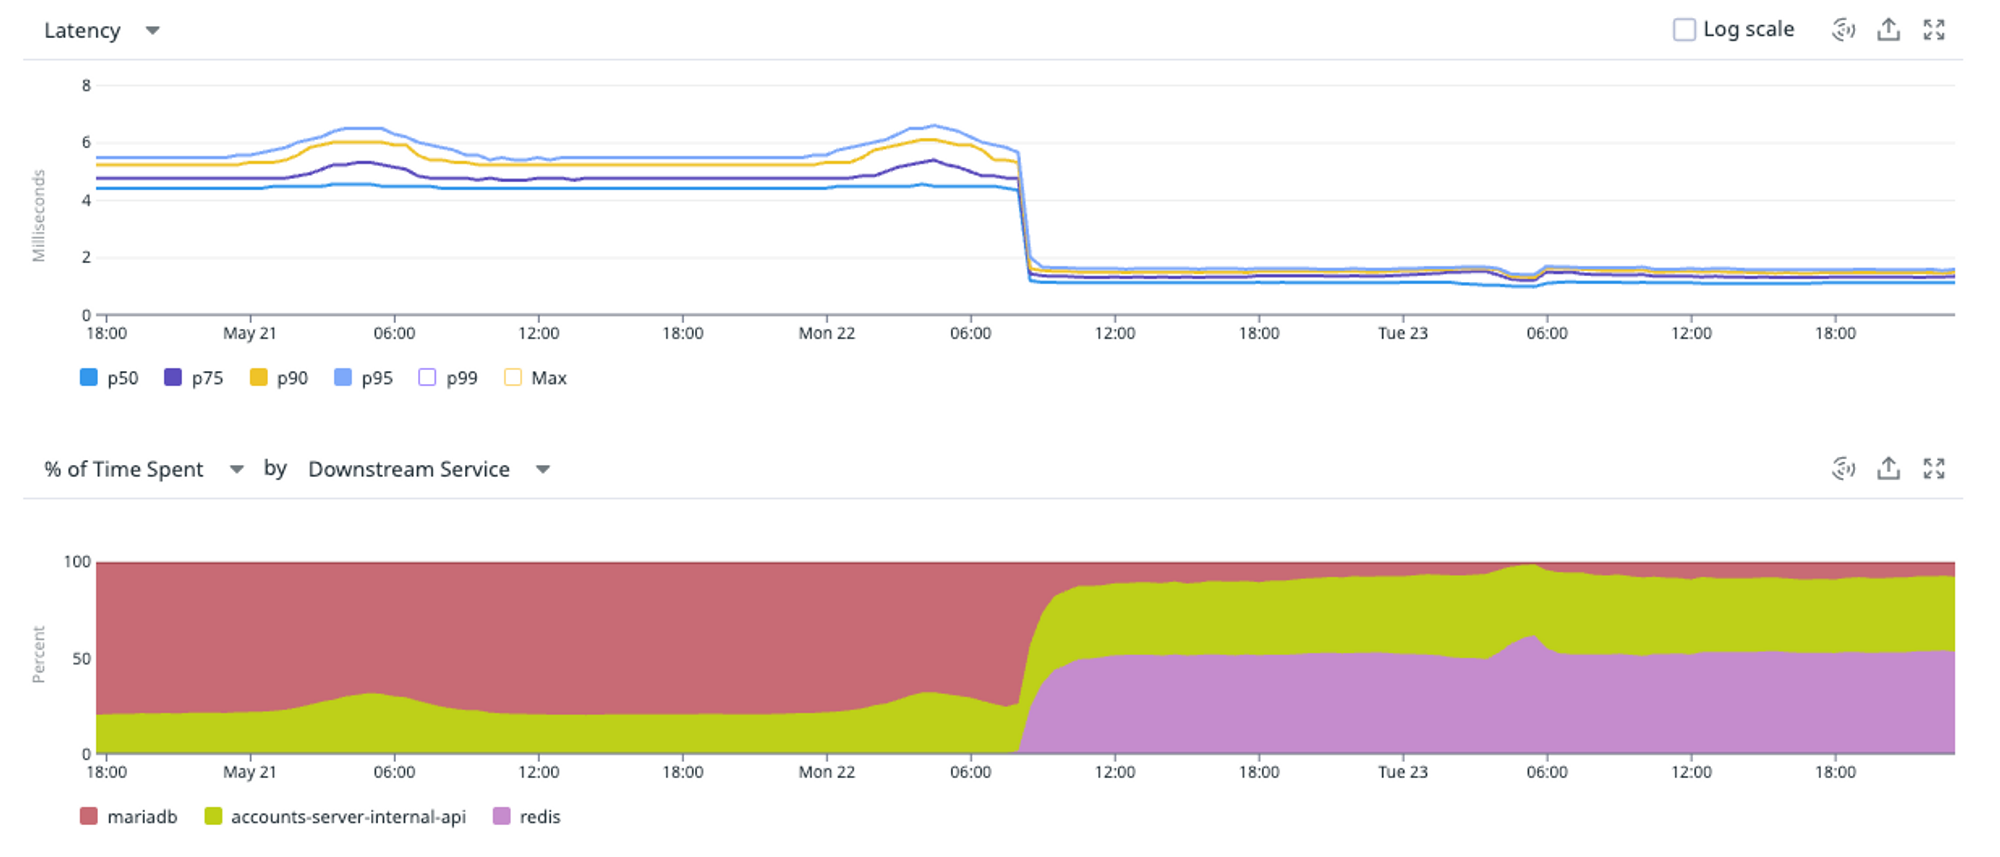 Latency Log scale
8
6
4
2
0
Milliseconds
18:00 May 21 06:00 12:00 18:00 Mon 22 06:00 12:00 18:00 Tue 23 06:00 12:00 18:00
p50 p75 p90 p95 p99 Max
% of Time Spent by Downstream Service
100
50
0
Percent
18:00 May 21 06:00 12:00 18:00 Mon 22 06:00 12:00 18:00 Tue 23 06:00 12:00 18:00
mariadb accounts-server-internal-api redis